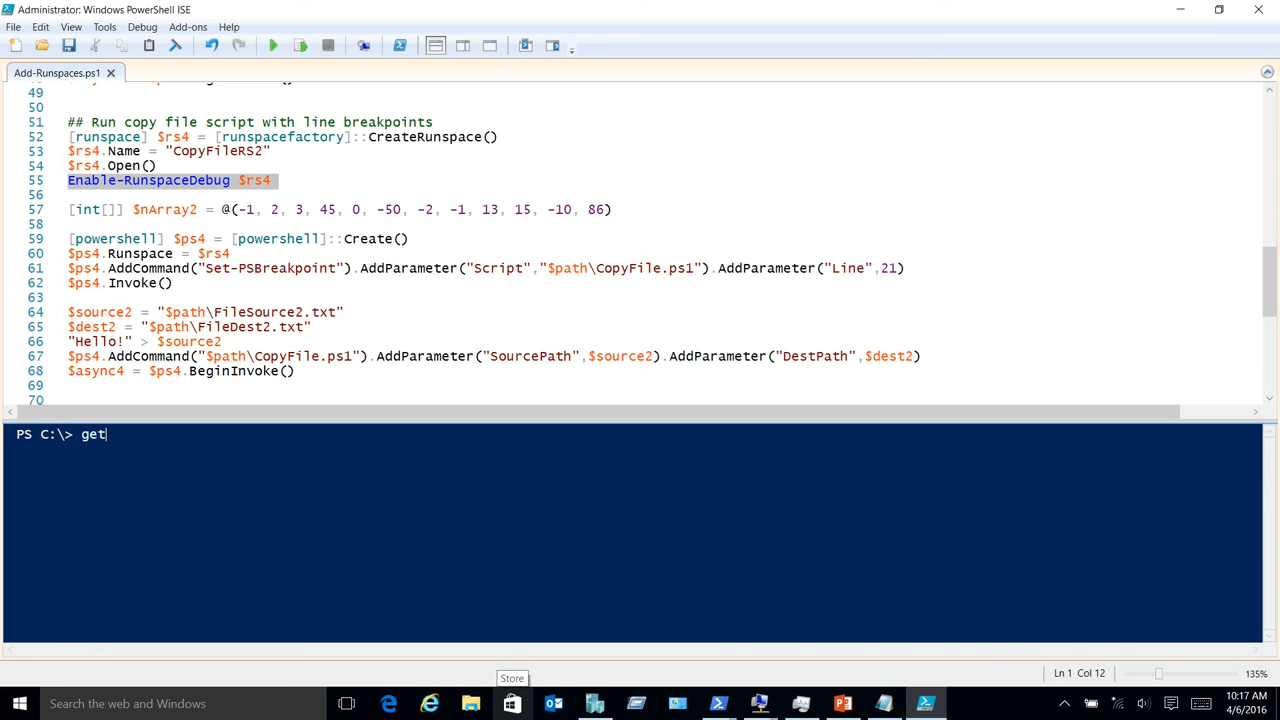 Administrator: Windows PowerShell ISE
File Edit View Tools Debug Add-ons Help
Add-Runspaces.ps1
49
50
51 ## Run copy file script with line breakpoints
52 [runspace] $rs4 = [runspacefactory]::CreateRunspace()
53 $rs4.Name = "CopyFileRS2"
54 $rs4.Open()
55 Enable-RunspaceDebug $rs4
56
57 [int[]] $nArray2 = @(-1, 2, 3, 45, 0, -50, -2, -1, 13, 15, -10, 86)
58
59 [powershell] $ps4 = [powershell]::Create()
60 $ps4.Runspace = $rs4
61 $ps4.AddCommand("Set-PSBreakpoint").AddParameter("Script","$path\CopyFile.ps1").AddParameter("Line",21)
62 $ps4.Invoke()
63
64 $source2 = "$path\FileSource2.txt"
65 $dest2 = "$path\FileDest2.txt"
66 "Hello!" > $source2
67 $ps4.AddCommand("$path\CopyFile.ps1").AddParameter("SourcePath",$source2).AddParameter("DestPath",$dest2)
68 $async4 = $ps4.BeginInvoke()
69
70
PS C:\> get
Store
Ln 1 Col 12
135%
Search the web and Windows
10:17 AM
4/6/2016